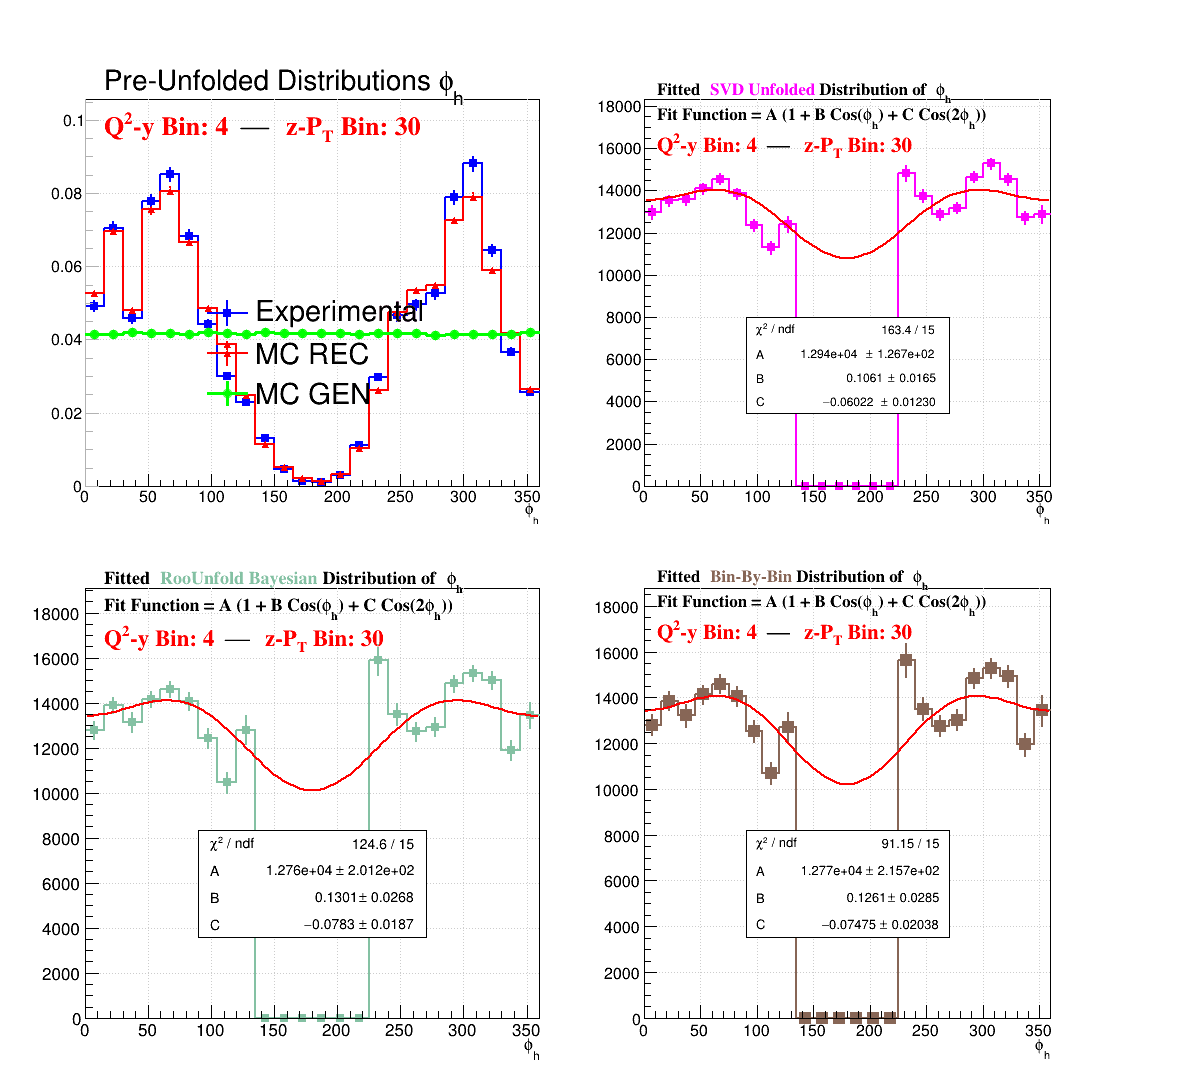 Pre-Unfolded Distributions ϕh
Q2-y Bin: 4 — z-PT Bin: 30
0.1
0.08
0.06
0.04
0.02
0
Experimental
MC REC
MC GEN
0 50 100 150 200 250 300 350
ϕh
Fitted SVD Unfolded Distribution of ϕh
Fit Function = A (1 + B Cos(ϕh) + C Cos(2ϕh))
Q2-y Bin: 4 — z-PT Bin: 30
18000
16000
14000
12000
10000
8000
6000
4000
2000
0
χ2 / ndf 163.4 / 15
A 1.294e+04 ± 1.267e+02
B 0.1061 ± 0.0165
C −0.06022 ± 0.01230
0 50 100 150 200 250 300 350
ϕh
Fitted RooUnfold Bayesian Distribution of ϕh
Fit Function = A (1 + B Cos(ϕh) + C Cos(2ϕh))
Q2-y Bin: 4 — z-PT Bin: 30
18000
16000
14000
12000
10000
8000
6000
4000
2000
0
χ2 / ndf 124.6 / 15
A 1.276e+04 ± 2.012e+02
B 0.1301 ± 0.0268
C −0.0783 ± 0.0187
0 50 100 150 200 250 300 350
ϕh
Fitted Bin-By-Bin Distribution of ϕh
Fit Function = A (1 + B Cos(ϕh) + C Cos(2ϕh))
Q2-y Bin: 4 — z-PT Bin: 30
18000
16000
14000
12000
10000
8000
6000
4000
2000
0
χ2 / ndf 91.15 / 15
A 1.277e+04 ± 2.157e+02
B 0.1261 ± 0.0285
C −0.07475 ± 0.02038
0 50 100 150 200 250 300 350
ϕh